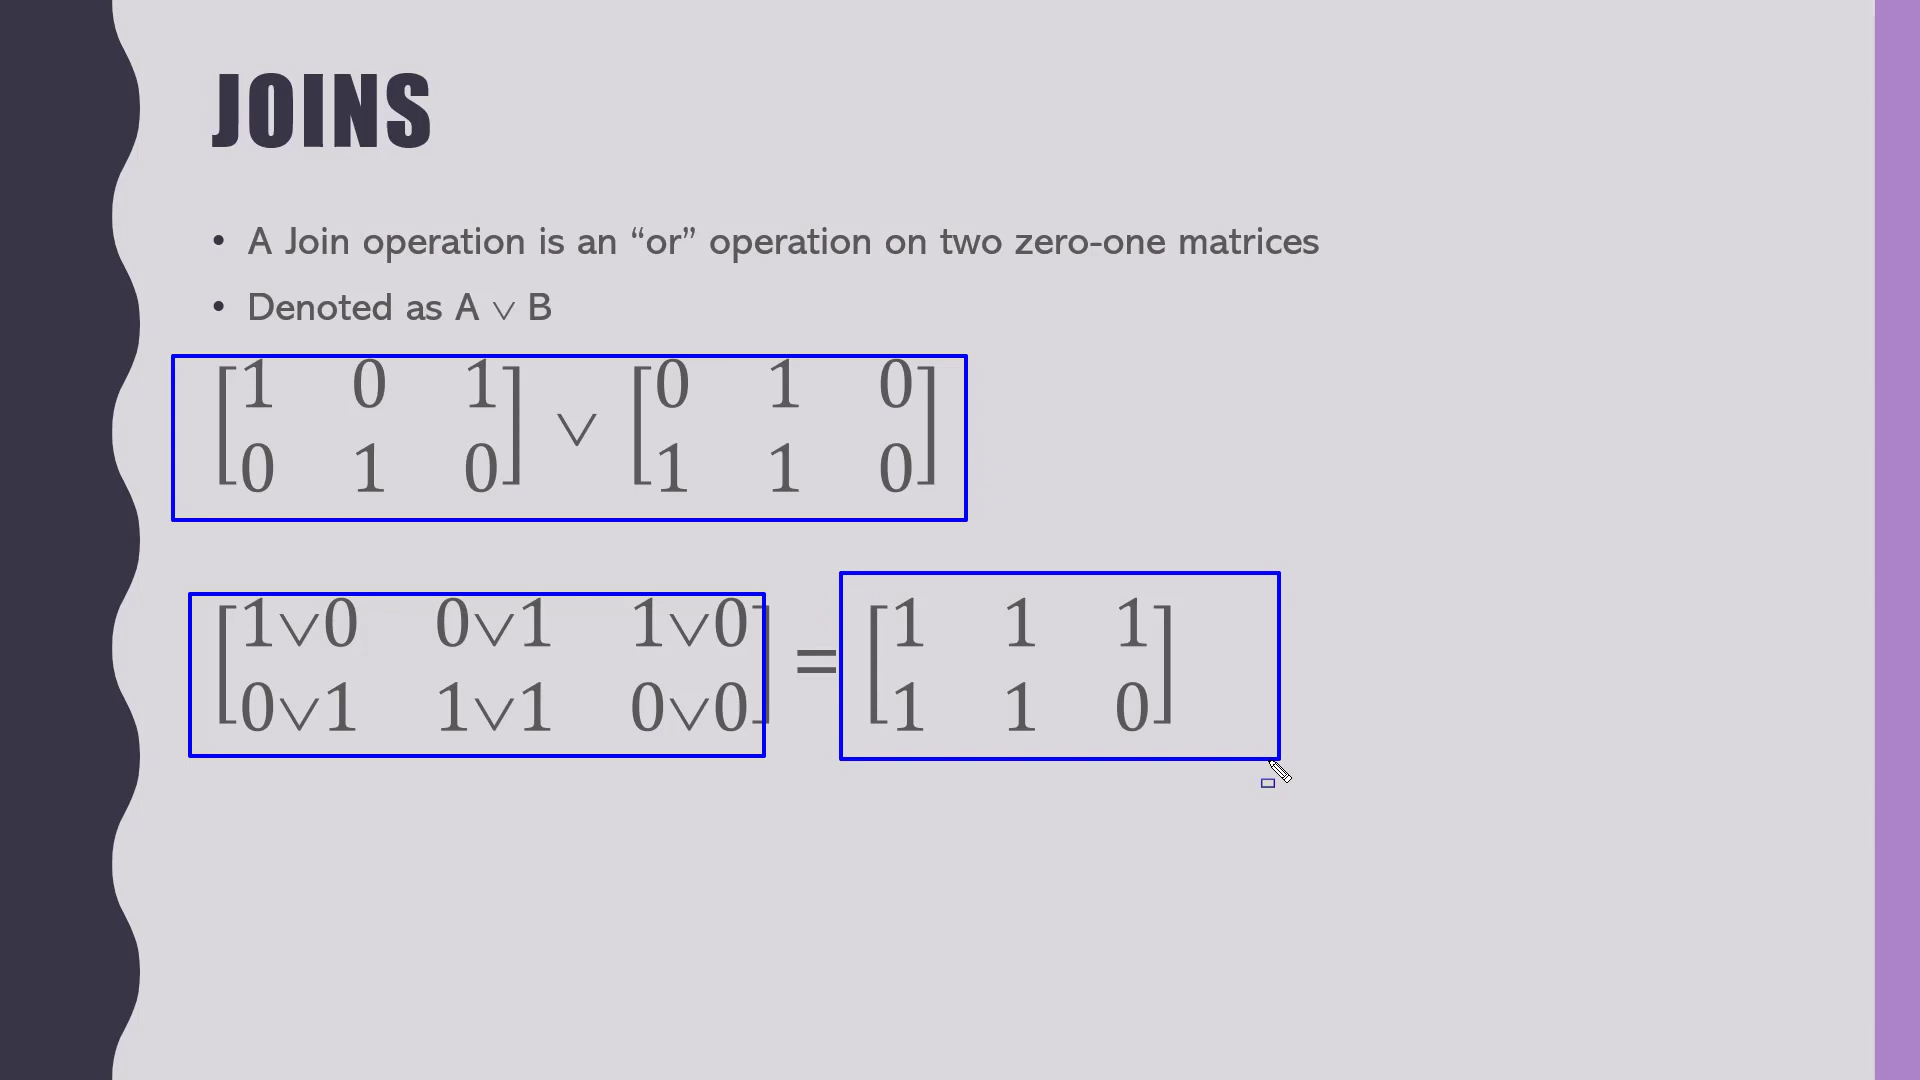 JOINS
• A Join operation is an “or” operation on two zero-one matrices
• Denoted as A ∨ B
[1 0 1
0 1 0] ∨ [0 1 0
1 1 0]
[1∨0 0∨1 1∨0
0∨1 1∨1 0∨0] = [1 1 1
1 1 0]